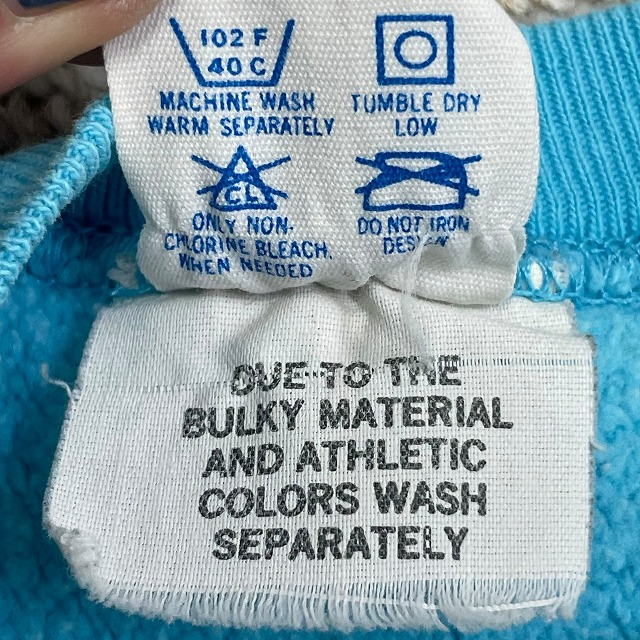 102 F
40 C
MACHINE WASH
WARM SEPARATELY
TUMBLE DRY
LOW
CL
ONLY NON-
CHLORINE BLEACH.
WHEN NEEDED
DO NOT IRON
DESIGN
DUE TO THE
BULKY MATERIAL
AND ATHLETIC
COLORS WASH
SEPARATELY